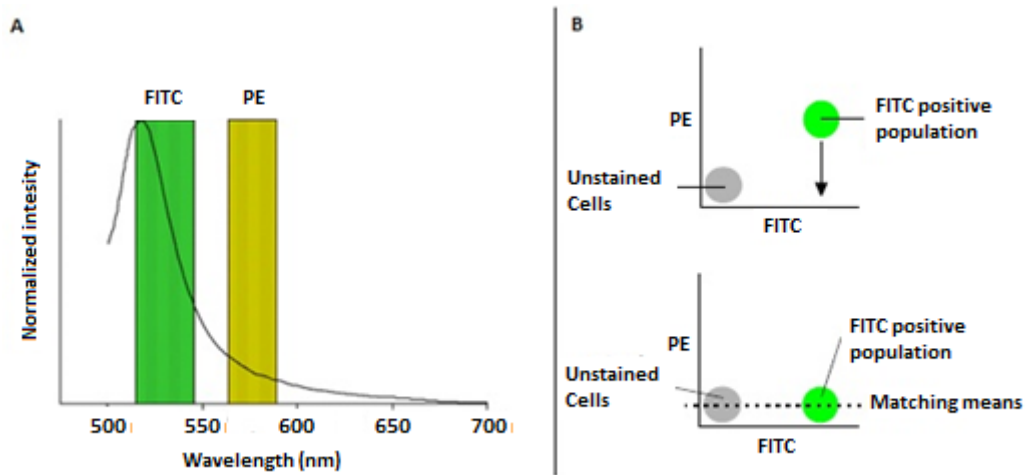 A
FITC
PE
Normalized intesity
500
550
600
650
700
Wavelength (nm)
B
PE
FITC positive
population
Unstained
Cells
FITC
PE
FITC positive
population
Unstained
Cells
Matching means
FITC